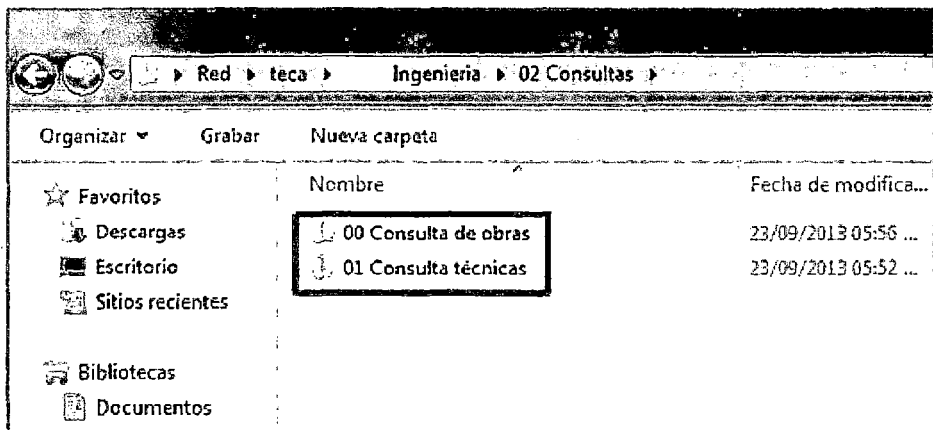 Red teca Ingenieria 02 Consultas
Organizar Grabar Nueva carpeta
Nombre Fecha de modifica...
Favoritos
Descargas
Escritorio
Sitios recientes
Bibliotecas
Documentos
00 Consulta de obras 23/09/2013 05:56 ...
01 Consulta técnicas 23/09/2013 05:52 ...